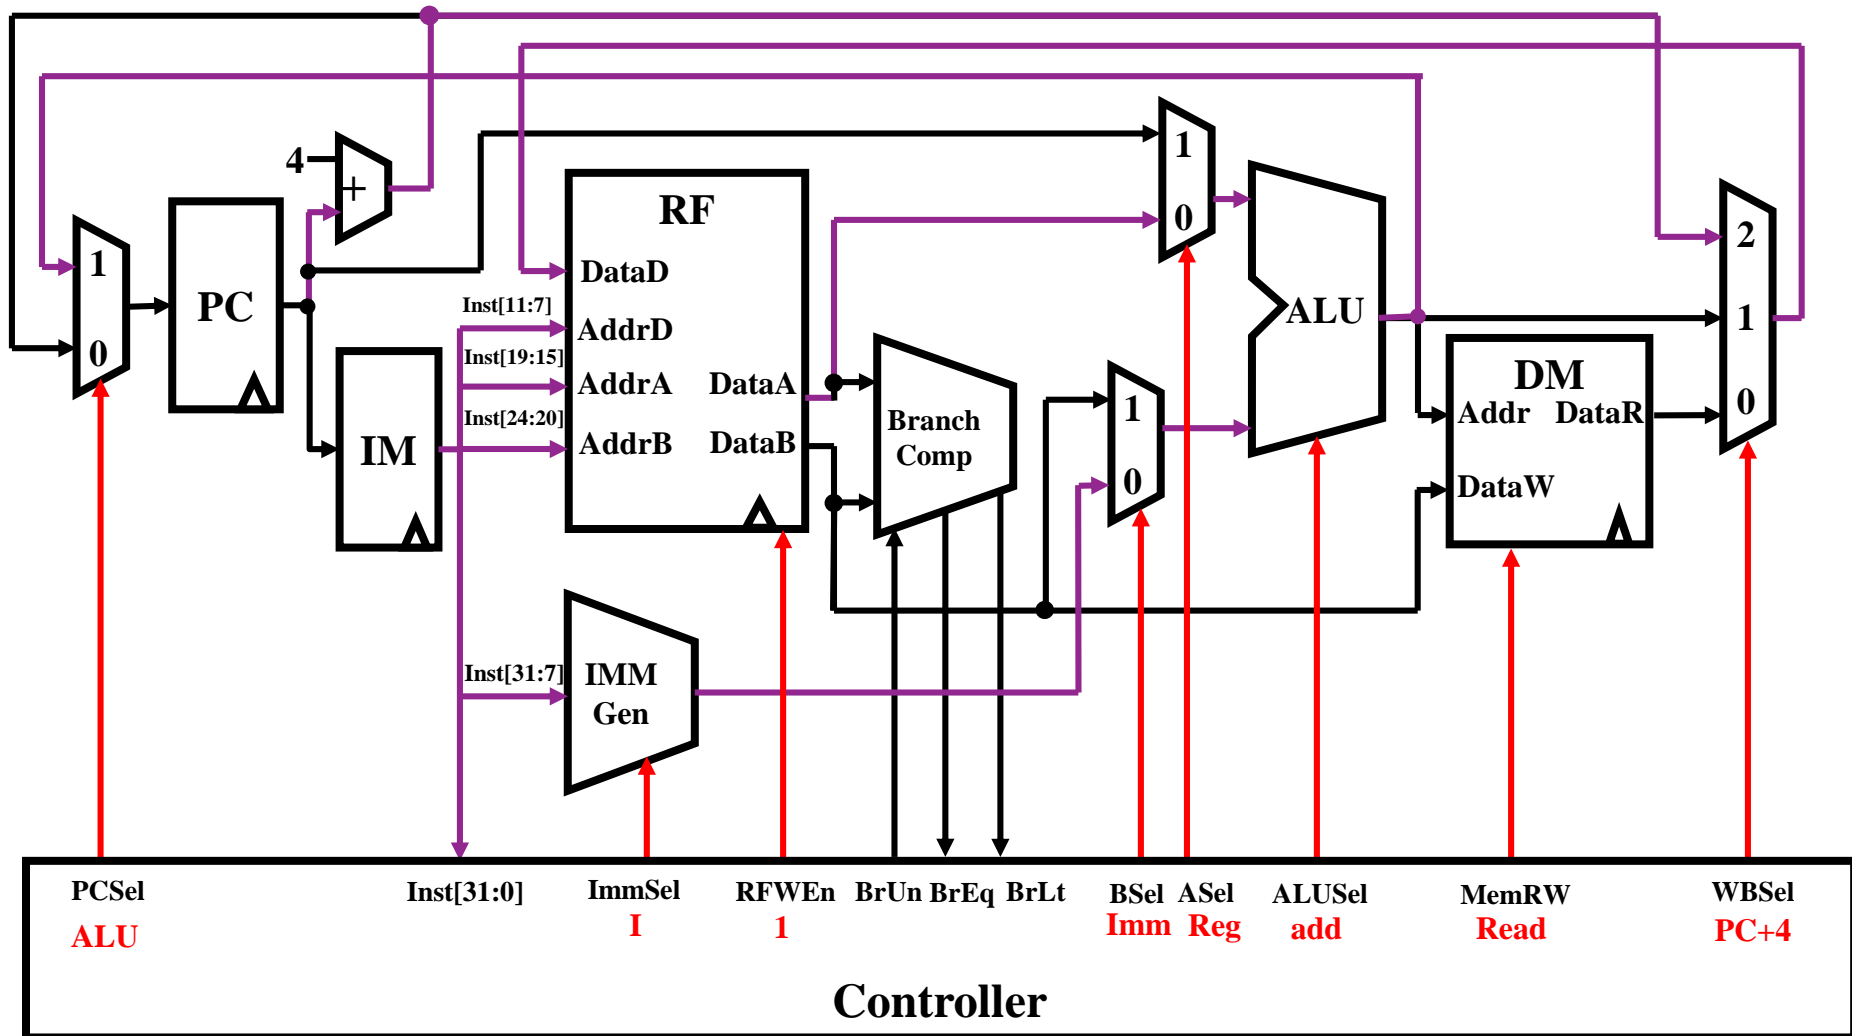 4
+
1
0
PC
IM
RF
DataD
Inst[11:7]
AddrD
Inst[19:15]
AddrA
DataA
Inst[24:20]
AddrB
DataB
Branch
Comp
1
0
1
0
ALU
DM
Addr
DataR
DataW
2
1
0
Inst[31:7]
IMM
Gen
PCSel
Inst[31:0]
ImmSel
RFWEn
BrUn
BrEq
BrLt
BSel
ASel
ALUSel
MemRW
WBSel
ALU
I
1
Imm
Reg
add
Read
PC+4
Controller